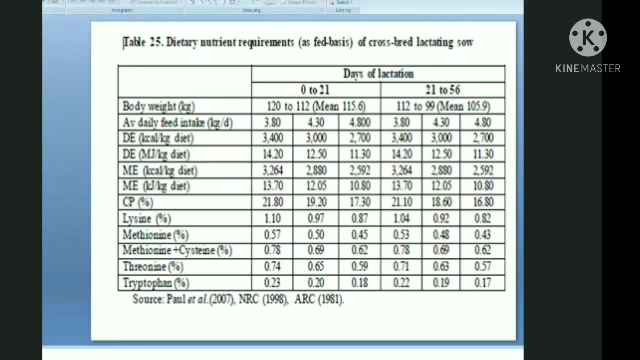 Table 25. Dietary nutrient requirements (as fed-basis) of cross-bred lactating sow
KINEMASTER
Days of lactation
0 to 21 21 to 56
Body weight (kg) 120 to 112 (Mean 115.6) 112 to 99 (Mean 105.9)
Av daily feed intake (kg/d) 3.80 4.30 4.800 3.80 4.30 4.80
DE (kcal/kg diet) 3,400 3,000 2,700 3,400 3,000 2,700
DE (MJ/kg diet) 14.20 12.50 11.30 14.20 12.50 11.30
ME (kcal/kg diet) 3,264 2,880 2,592 3,264 2,880 2,592
ME (kJ/kg diet) 13.70 12.05 10.80 13.70 12.05 10.80
CP (%) 21.80 19.20 17.30 21.10 18.60 16.80
Lysine (%) 1.10 0.97 0.87 1.04 0.92 0.82
Methionine (%) 0.57 0.50 0.45 0.53 0.48 0.43
Methionine +Cysteine (%) 0.78 0.69 0.62 0.78 0.69 0.62
Threonine (%) 0.74 0.65 0.59 0.71 0.63 0.57
Tryptophan (%) 0.23 0.20 0.18 0.22 0.19 0.17
Source: Paul et al.(2007), NRC (1998), ARC (1981).